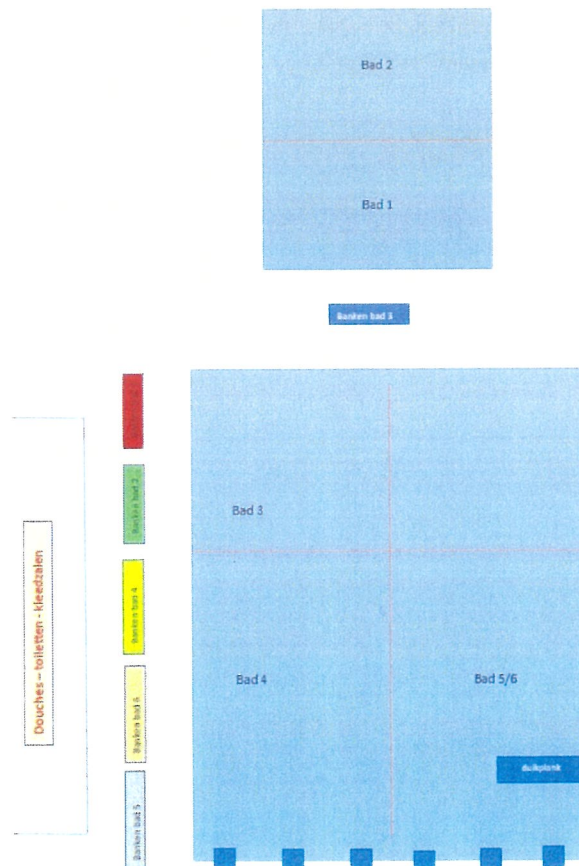 Bad 2
Bad 1
Banken bad 3
Bad 3
Banken bad 2
Douches – toiletten - kleedzalen
Banken bad 4
Bad 4
Bad 5/6
Banken bad 6
duikplank
Banken bad 5